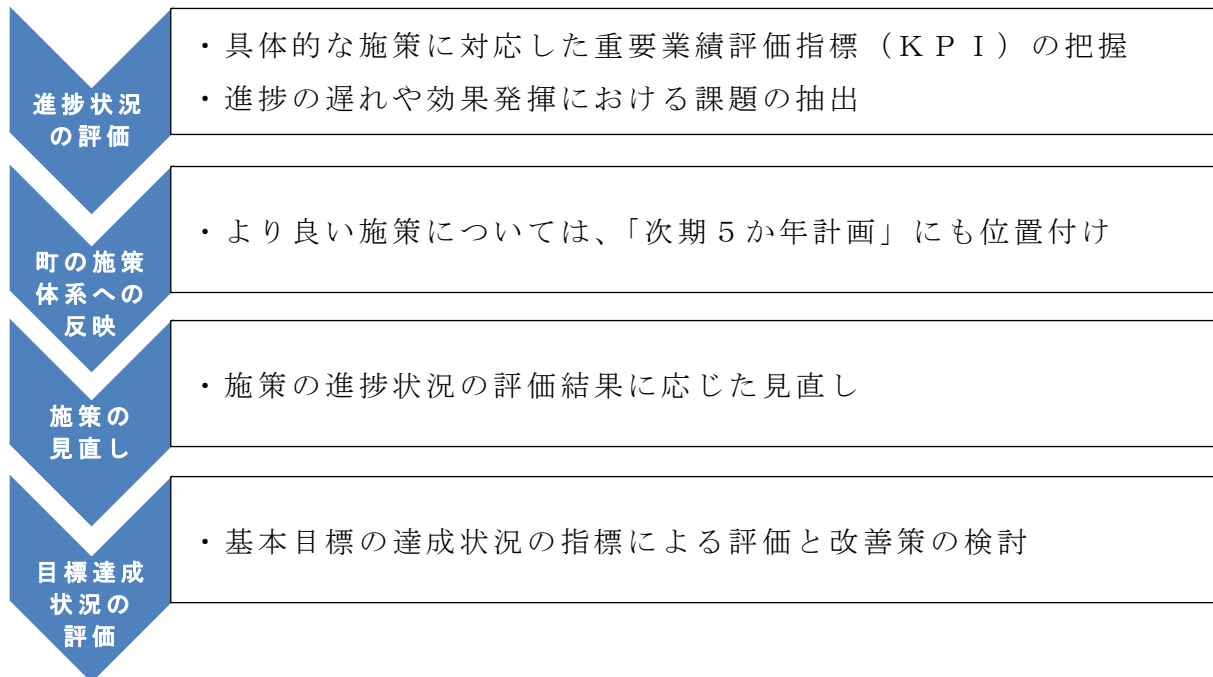 進捗状況
の評価
・具体的な施策に対応した重要業績評価指標（ＫＰＩ）の把握
・進捗の遅れや効果発揮における課題の抽出
町の施策
体系への
反映
・より良い施策については、「次期５か年計画」にも位置付け
施策の
見直し
・施策の進捗状況の評価結果に応じた見直し
目標達成
状況の
評価
・基本目標の達成状況の指標による評価と改善策の検討